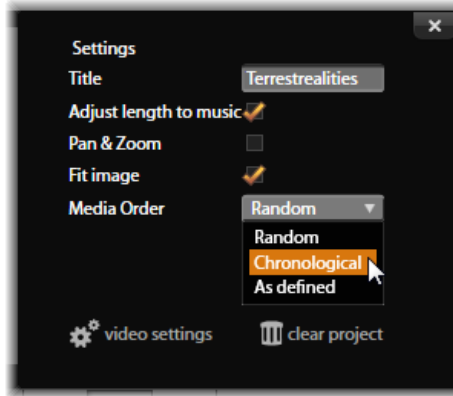 Settings
Title Terrestrealities
Adjust length to music
Pan & Zoom
Fit image
Media Order Random
Random
Chronological
As defined
video settings clear project